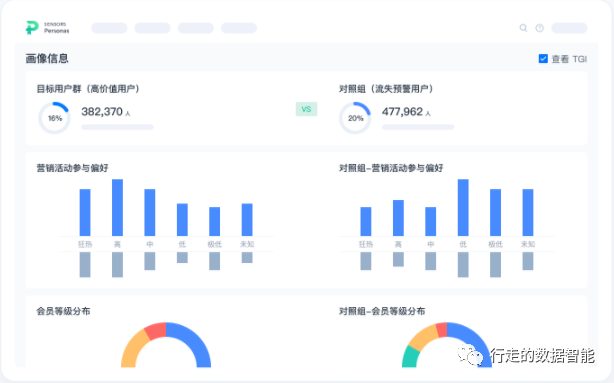 SENSORS
Personas
画像信息
查看 TGI
目标用户群（高价值用户）
16%
382,370 人
VS
对照组（流失预警用户）
20%
477,962 人
营销活动参与偏好
狂热 高 中 低 极低 未知
对照组-营销活动参与偏好
狂热 高 中 低 极低 未知
会员等级分布
对照组-会员等级分布
行走的数据智能